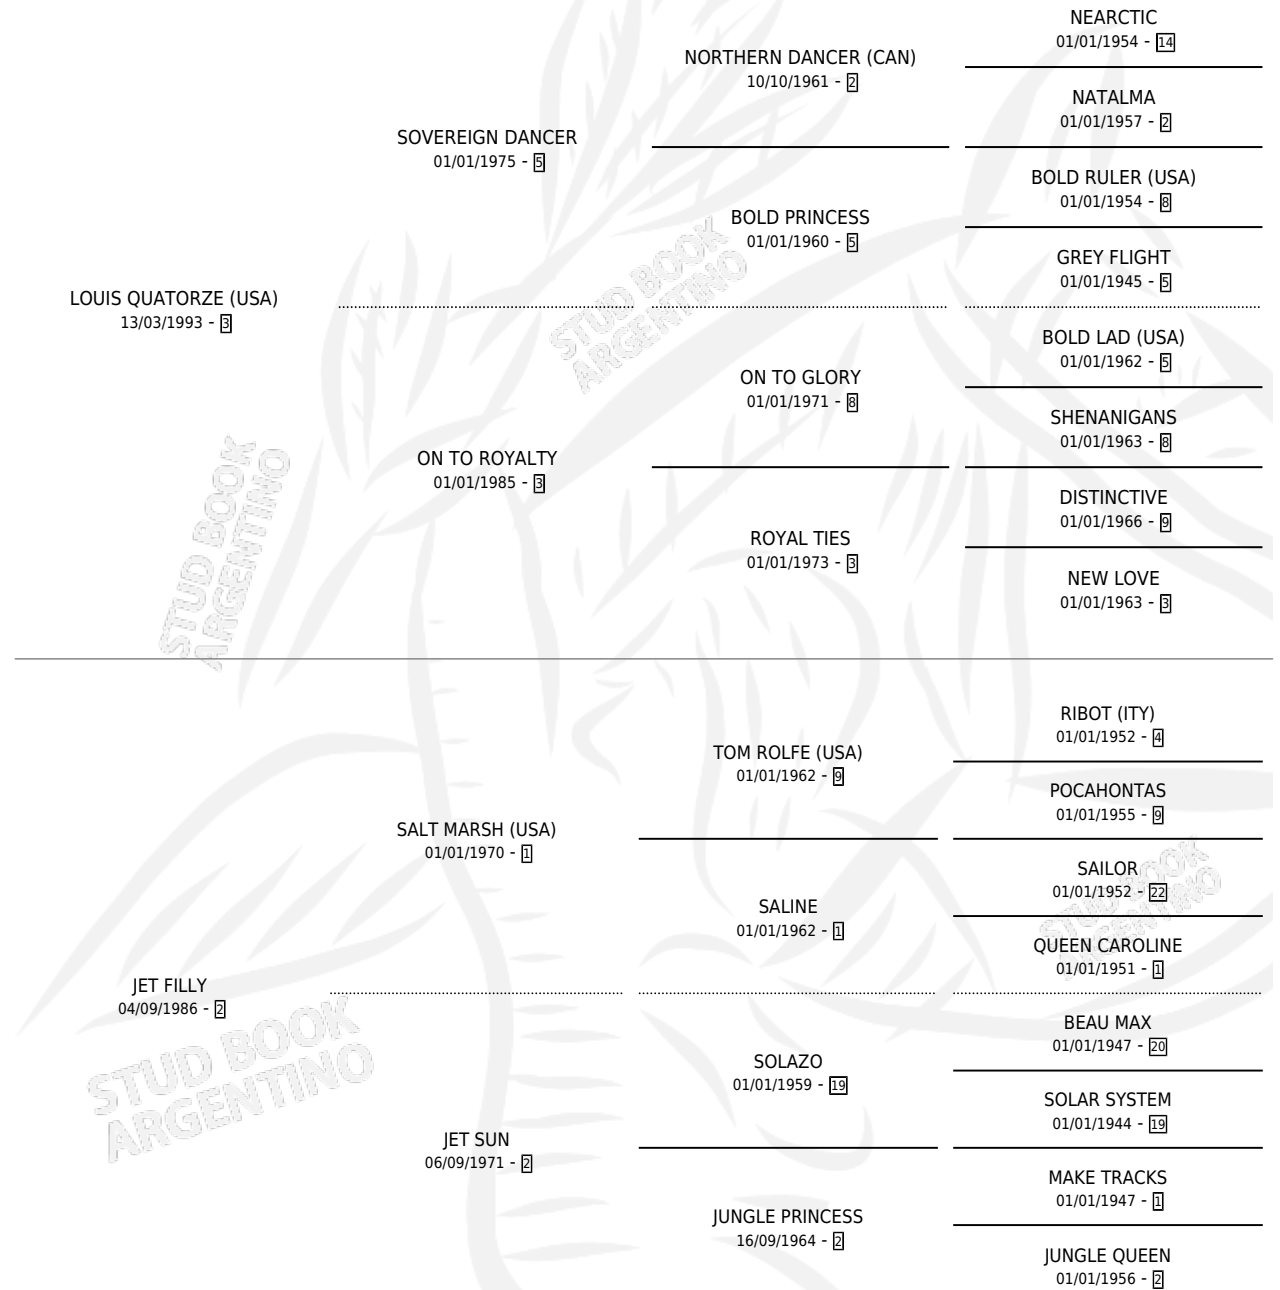 NEARCTIC
01/01/1954 - 14
NORTHERN DANCER (CAN)
10/10/1961 - 2
NATALMA
01/01/1957 - 2
SOVEREIGN DANCER
01/01/1975 - 5
BOLD RULER (USA)
01/01/1954 - 8
BOLD PRINCESS
01/01/1960 - 5
GREY FLIGHT
01/01/1945 - 5
LOUIS QUATORZE (USA)
13/03/1993 - 3
BOLD LAD (USA)
01/01/1962 - 5
ON TO GLORY
01/01/1971 - 8
SHENANIGANS
01/01/1963 - 8
ON TO ROYALTY
01/01/1985 - 3
DISTINCTIVE
01/01/1966 - 9
ROYAL TIES
01/01/1973 - 3
NEW LOVE
01/01/1963 - 3
RIBOT (ITY)
01/01/1952 - 4
TOM ROLFE (USA)
01/01/1962 - 9
POCAHONTAS
01/01/1955 - 9
SALT MARSH (USA)
01/01/1970 - 1
SAILOR
01/01/1952 - 22
SALINE
01/01/1962 - 1
QUEEN CAROLINE
01/01/1951 - 1
JET FILLY
04/09/1986 - 2
BEAU MAX
01/01/1947 - 20
SOLAZO
01/01/1959 - 19
SOLAR SYSTEM
01/01/1944 - 19
JET SUN
06/09/1971 - 2
MAKE TRACKS
01/01/1947 - 1
JUNGLE PRINCESS
16/09/1964 - 2
JUNGLE QUEEN
01/01/1956 - 2
STUD BOOK
ARGENTINO
STUD BOOK
ARGENTINO
STUD BOOK
ARGENTINO
STUD BOOK
ARGENTINO